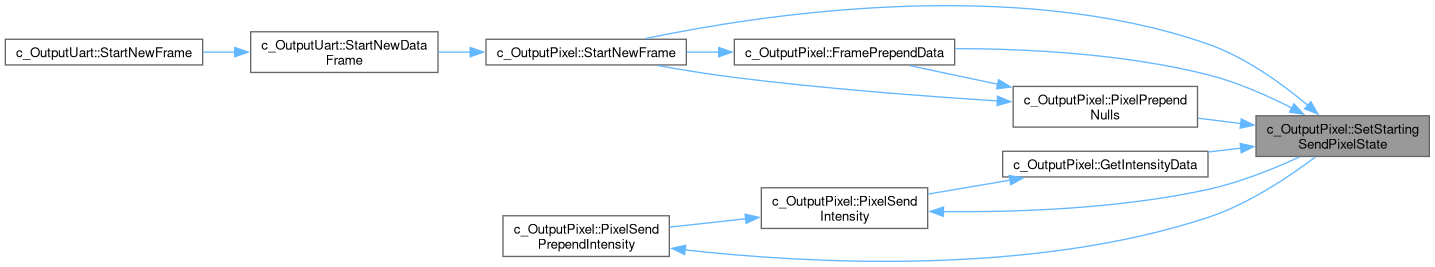 c_OutputUart::StartNewFrame
c_OutputUart::StartNewData
Frame
c_OutputPixel::StartNewFrame
c_OutputPixel::FramePrependData
c_OutputPixel::PixelPrepend
Nulls
c_OutputPixel::SetStarting
SendPixelState
c_OutputPixel::GetIntensityData
c_OutputPixel::PixelSend
Intensity
c_OutputPixel::PixelSend
PrependIntensity